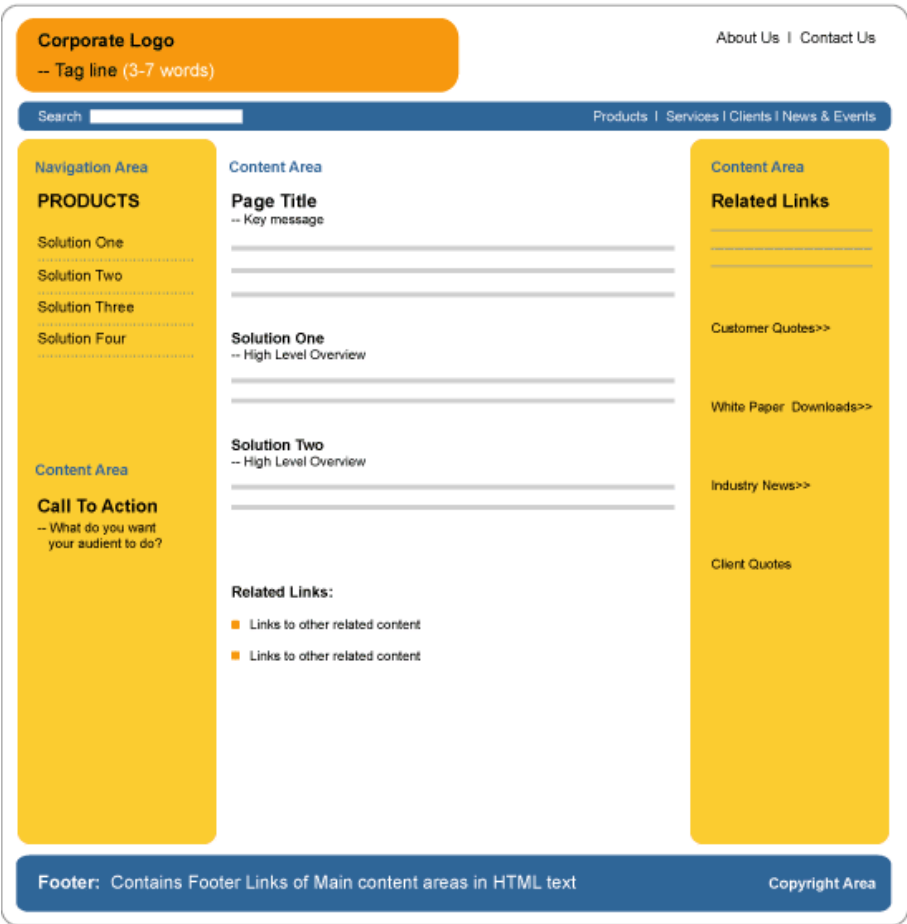 Corporate Logo
-- Tag line (3-7 words)
About Us | Contact Us
Search
Products | Services | Clients | News & Events
Navigation Area
PRODUCTS
Solution One
Solution Two
Solution Three
Solution Four
Content Area
Call To Action
-- What do you want
your audient to do?
Content Area
Page Title
-- Key message
Solution One
-- High Level Overview
Solution Two
-- High Level Overview
Related Links:
Links to other related content
Links to other related content
Content Area
Related Links
Customer Quotes>>
White Paper Downloads>>
Industry News>>
Client Quotes
Footer: Contains Footer Links of Main content areas in HTML text
Copyright Area